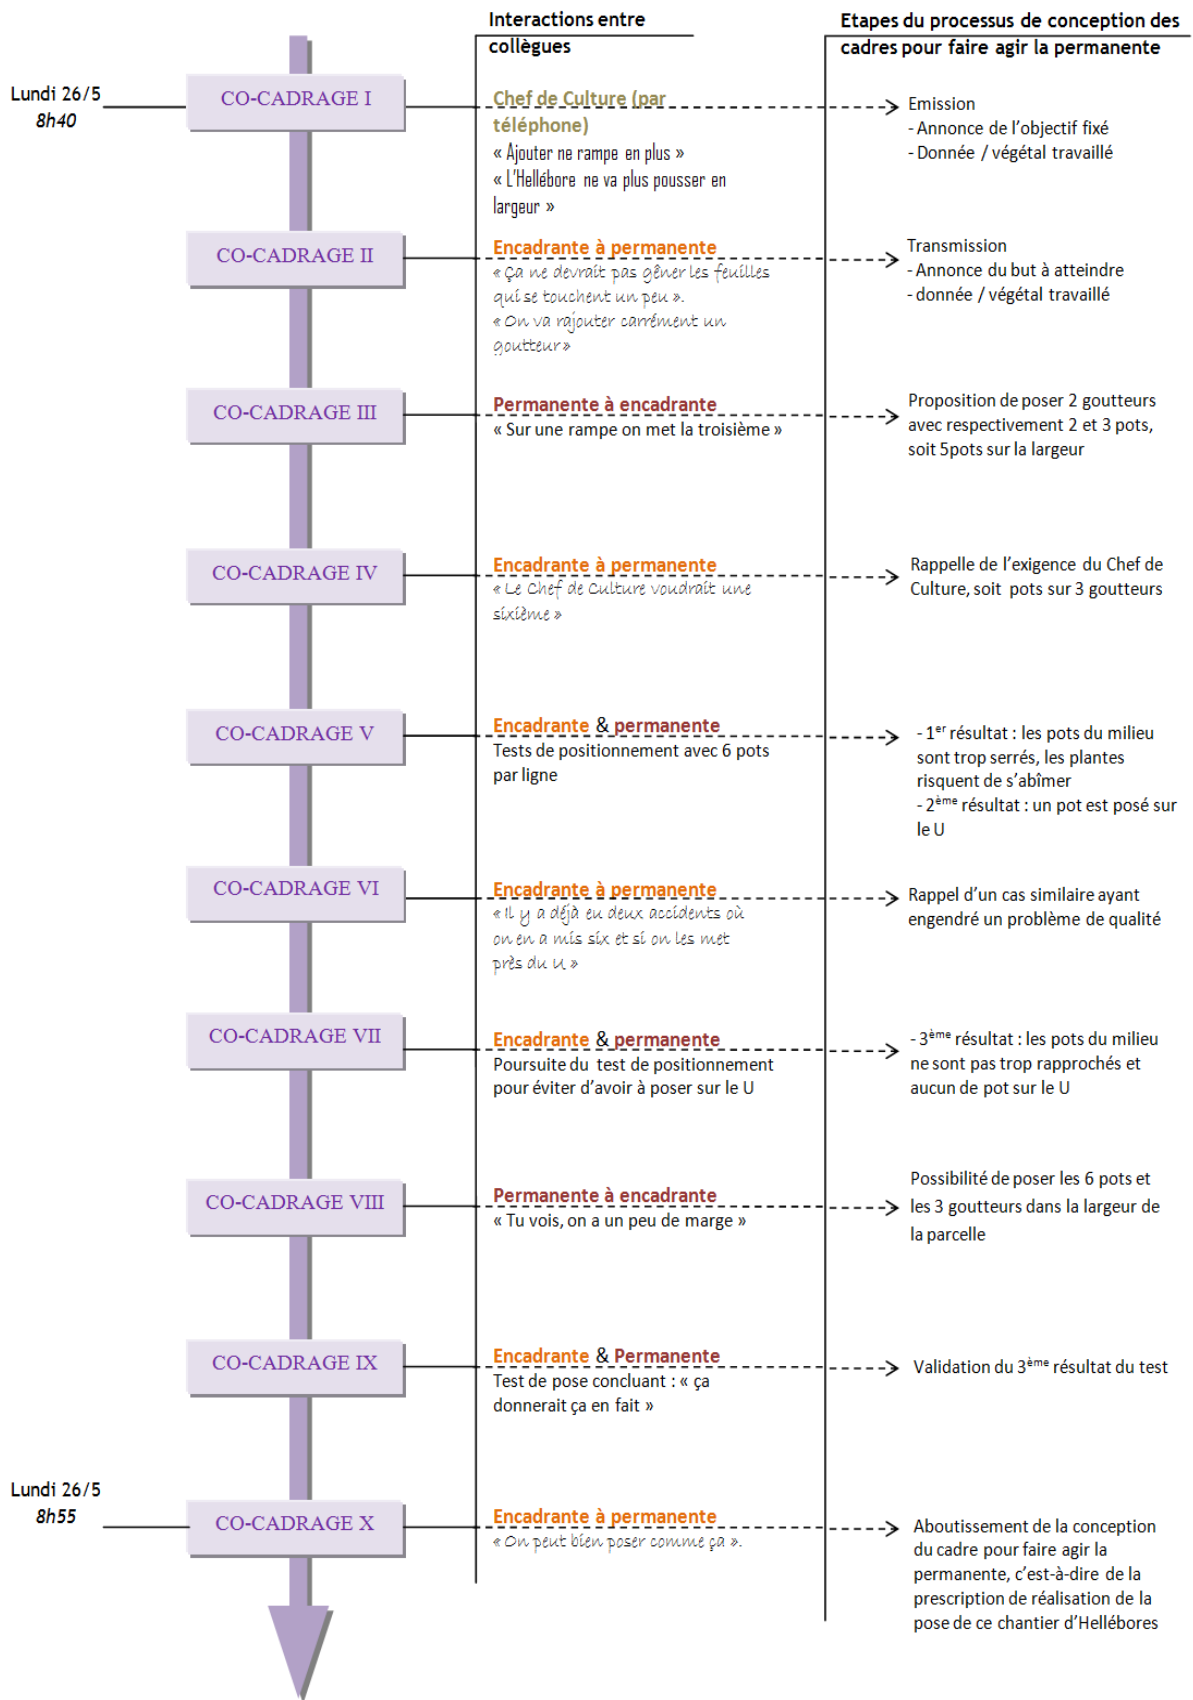 Interactions entre
collègues
Etapes du processus de conception des
cadres pour faire agir la permanente
Lundi 26/5
8h40
CO-CADRAGE I
Chef de Culture (par
téléphone)
« Ajouter ne rampe en plus »
« L'Hellébore ne va plus pousser en
largeur »
Emission
- Annonce de l'objectif fixé
- Donnée / végétal travaillé
CO-CADRAGE II
Encadrante à permanente
« Ça ne devrait pas gêner les feuilles
qui se touchent un peu ».
« On va rajouter carrément un
goutteur »
Transmission
- Annonce du but à atteindre
- donnée / végétal travaillé
CO-CADRAGE III
Permanente à encadrante
« Sur une rampe on met la troisième »
Proposition de poser 2 goutteurs
avec respectivement 2 et 3 pots,
soit 5pots sur la largeur
CO-CADRAGE IV
Encadrante à permanente
« Le Chef de Culture voudrait une
sixième »
Rappelle de l'exigence du Chef de
Culture, soit pots sur 3 goutteurs
CO-CADRAGE V
Encadrante & permanente
Tests de positionnement avec 6 pots
par ligne
- 1er résultat : les pots du milieu
sont trop serrés, les plantes
risquent de s'abîmer
- 2ème résultat : un pot est posé sur
le U
CO-CADRAGE VI
Encadrante à permanente
« Il y a déjà eu deux accidents où
on en a mis six et si on les met
près du U »
Rappel d'un cas similaire ayant
engendré un problème de qualité
CO-CADRAGE VII
Encadrante & permanente
Poursuite du test de positionnement
pour éviter d'avoir à poser sur le U
- 3ème résultat : les pots du milieu
ne sont pas trop rapprochés et
aucun de pot sur le U
CO-CADRAGE VIII
Permanente à encadrante
« Tu vois, on a un peu de marge »
Possibilité de poser les 6 pots et
les 3 goutteurs dans la largeur de
la parcelle
CO-CADRAGE IX
Encadrante & Permanente
Test de pose concluant : « ça
donnerait ça en fait »
Validation du 3ème résultat du test
Lundi 26/5
8h55
CO-CADRAGE X
Encadrante à permanente
« On peut bien poser comme ça ».
Aboutissement de la conception
du cadre pour faire agir la
permanente, c'est-à-dire de la
prescription de réalisation de la
pose de ce chantier d'Hellébores